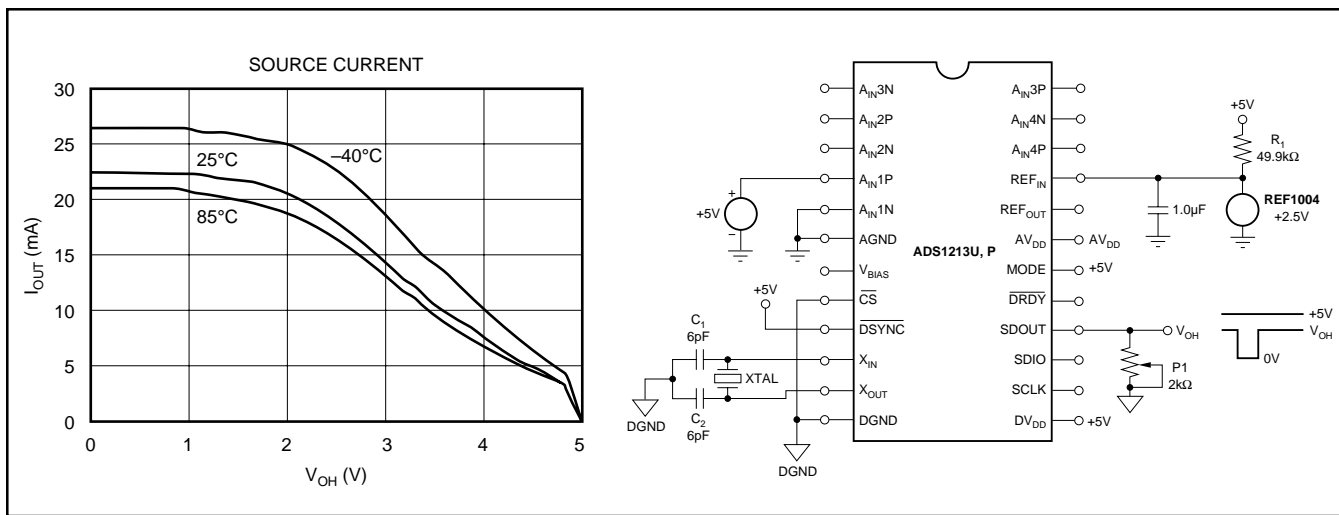 SOURCE CURRENT
30
25
20
15
10
5
0
I_OUT (mA)
–40°C
25°C
85°C
0 1 2 3 4 5
V_OH (V)
A_IN3N
A_IN2P
A_IN2N
A_IN1P
A_IN1N
AGND
V_BIAS
CS
DSYNC
X_IN
X_OUT
DGND
ADS1213U, P
A_IN3P
A_IN4N
A_IN4P
REF_IN
REF_OUT
AV_DD
MODE
DRDY
SDOUT
SDIO
SCLK
DV_DD
+
+5V
–
+5V
C1
6pF
XTAL
C2
6pF
DGND
DGND
+5V
R1
49.9kΩ
1.0µF
REF1004
+2.5V
AV_DD
+5V
V_OH
P1
2kΩ
+5V
+5V
V_OH
0V